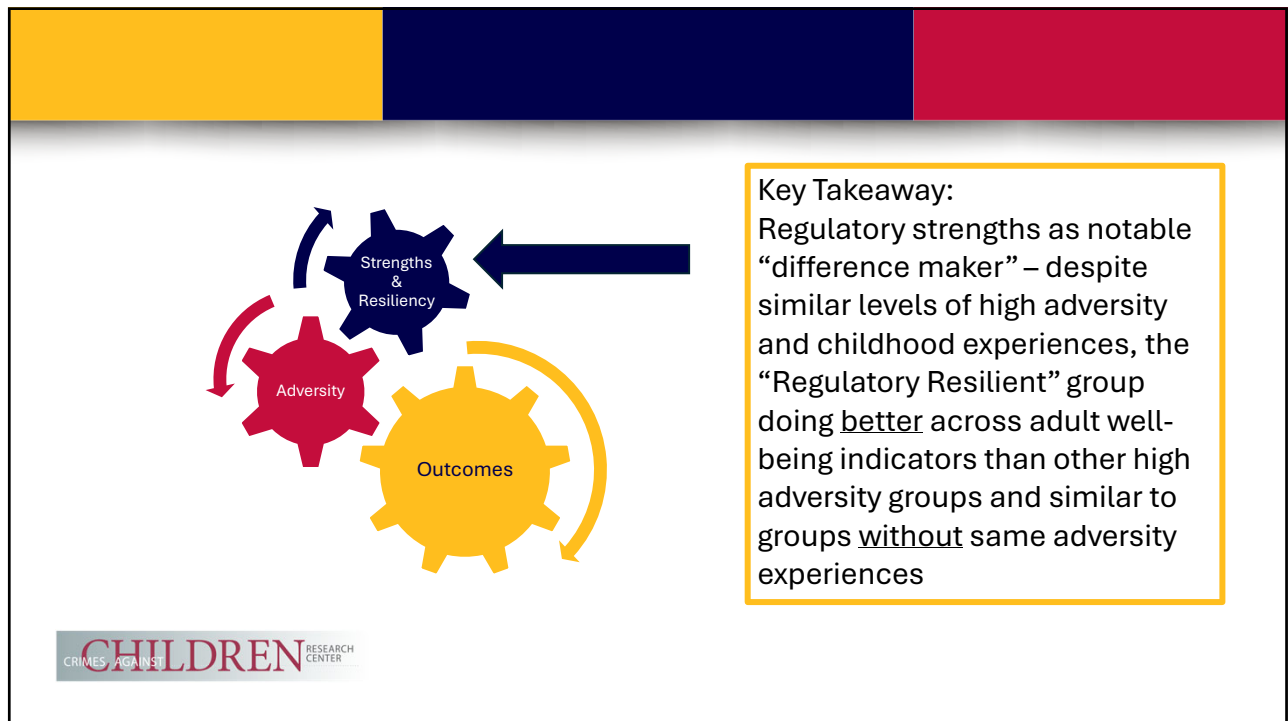 Strengths
&
Resiliency
Adversity
Outcomes
Key Takeaway:
Regulatory strengths as notable
“difference maker” – despite
similar levels of high adversity
and childhood experiences, the
“Regulatory Resilient” group
doing better across adult well-
being indicators than other high
adversity groups and similar to
groups without same adversity
experiences
CRIMES AGAINST CHILDREN RESEARCH
CENTER